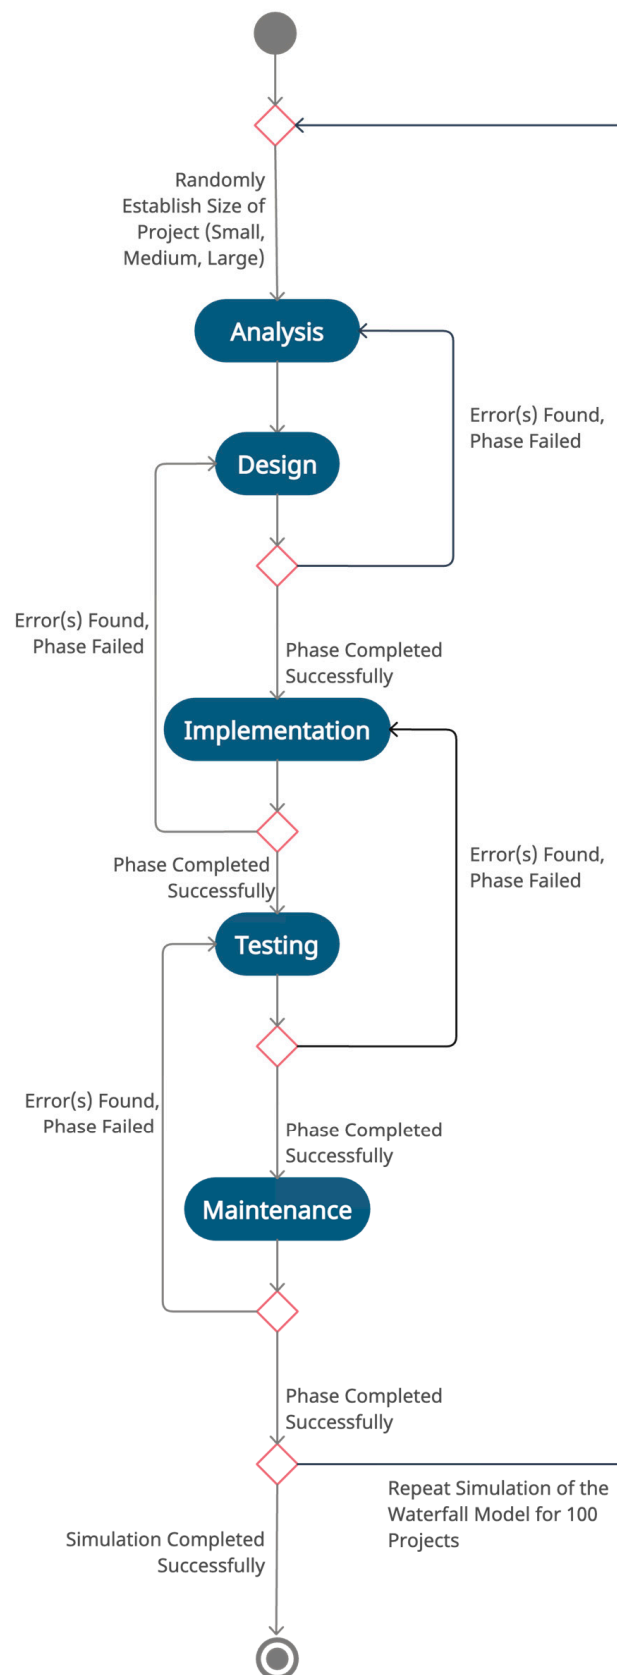 Randomly
Establish Size of
Project (Small,
Medium, Large)
Analysis
Error(s) Found,
Phase Failed
Design
Error(s) Found,
Phase Failed
Phase Completed
Successfully
Implementation
Error(s) Found,
Phase Failed
Phase Completed
Successfully
Testing
Error(s) Found,
Phase Failed
Phase Completed
Successfully
Maintenance
Phase Completed
Successfully
Repeat Simulation of the
Waterfall Model for 100
Projects
Simulation Completed
Successfully